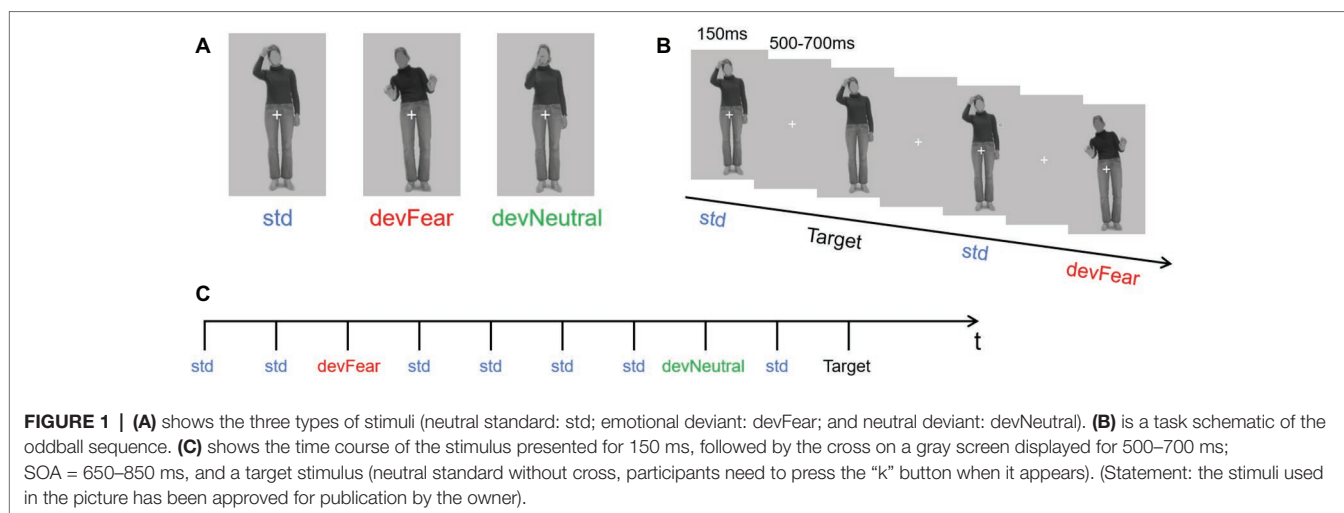 A
std
devFear
devNeutral
B
150ms
500-700ms
std
Target
std
devFear
C
t
std
std
devFear
std
std
std
std
devNeutral
std
Target
FIGURE 1 | (A) shows the three types of stimuli (neutral standard: std; emotional deviant: devFear; and neutral deviant: devNeutral). (B) is a task schematic of the
oddball sequence. (C) shows the time course of the stimulus presented for 150 ms, followed by the cross on a gray screen displayed for 500–700 ms;
SOA = 650–850 ms, and a target stimulus (neutral standard without cross, participants need to press the “k” button when it appears). (Statement: the stimuli used
in the picture has been approved for publication by the owner).